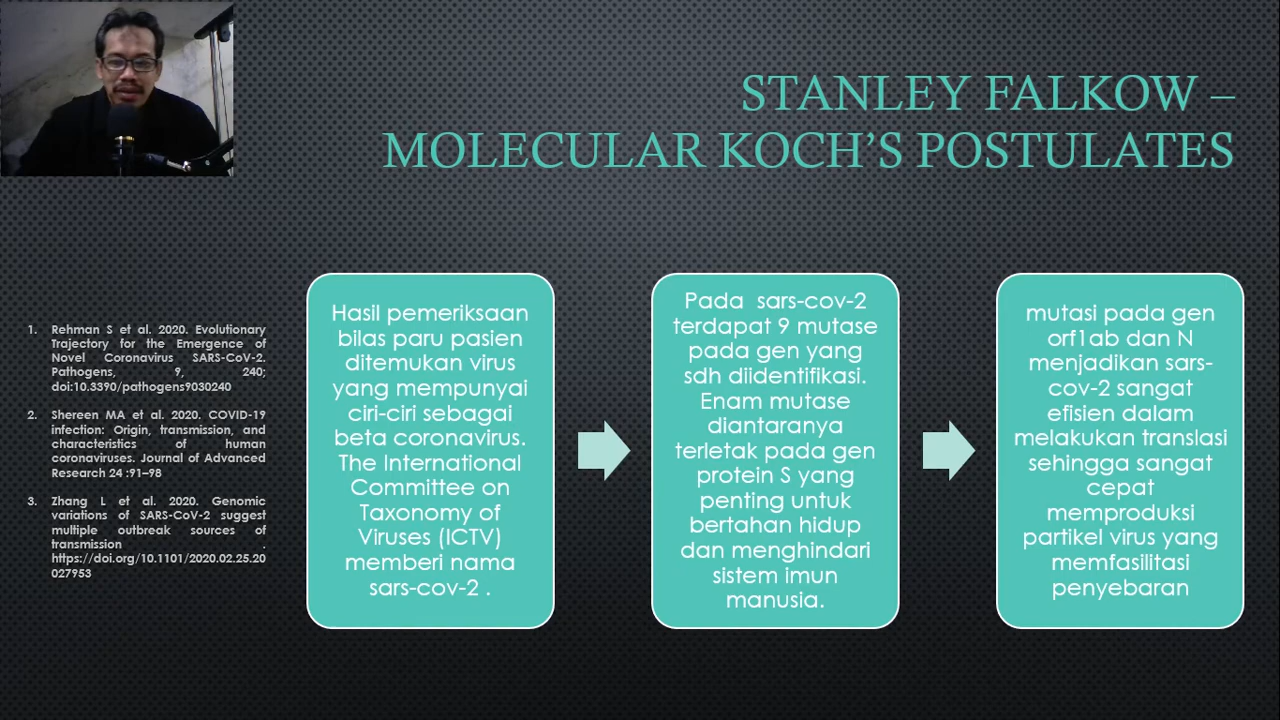 STANLEY FALKOW –
MOLECULAR KOCH'S POSTULATES
1. Rehman S et al. 2020. Evolutionary
Trajectory for the Emergence of
Novel Coronavirus SARS-CoV-2.
Pathogens, 9, 240;
doi:10.3390/pathogens9030240
2. Shereen MA et al. 2020. COVID-19
infection: Origin, transmission, and
characteristics of human
coronaviruses. Journal of Advanced
Research 24 :91–98
3. Zhang L et al. 2020. Genomic
variations of SARS-CoV-2 suggest
multiple outbreak sources of
transmission .
https://doi.org/10.1101/2020.02.25.20
027953
Hasil pemeriksaan
bilas paru pasien
ditemukan virus
yang mempunyai
ciri-ciri sebagai
beta coronavirus.
The International
Committee on
Taxonomy of
Viruses (ICTV)
memberi nama
sars-cov-2 .
Pada sars-cov-2
terdapat 9 mutase
pada gen yang
sdh diidentifikasi.
Enam mutase
diantaranya
terletak pada gen
protein S yang
penting untuk
bertahan hidup
dan menghindari
sistem imun
manusia.
mutasi pada gen
orf1ab dan N
menjadikan sars-
cov-2 sangat
efisien dalam
melakukan translasi
sehingga sangat
cepat
memproduksi
partikel virus yang
memfasilitasi
penyebaran